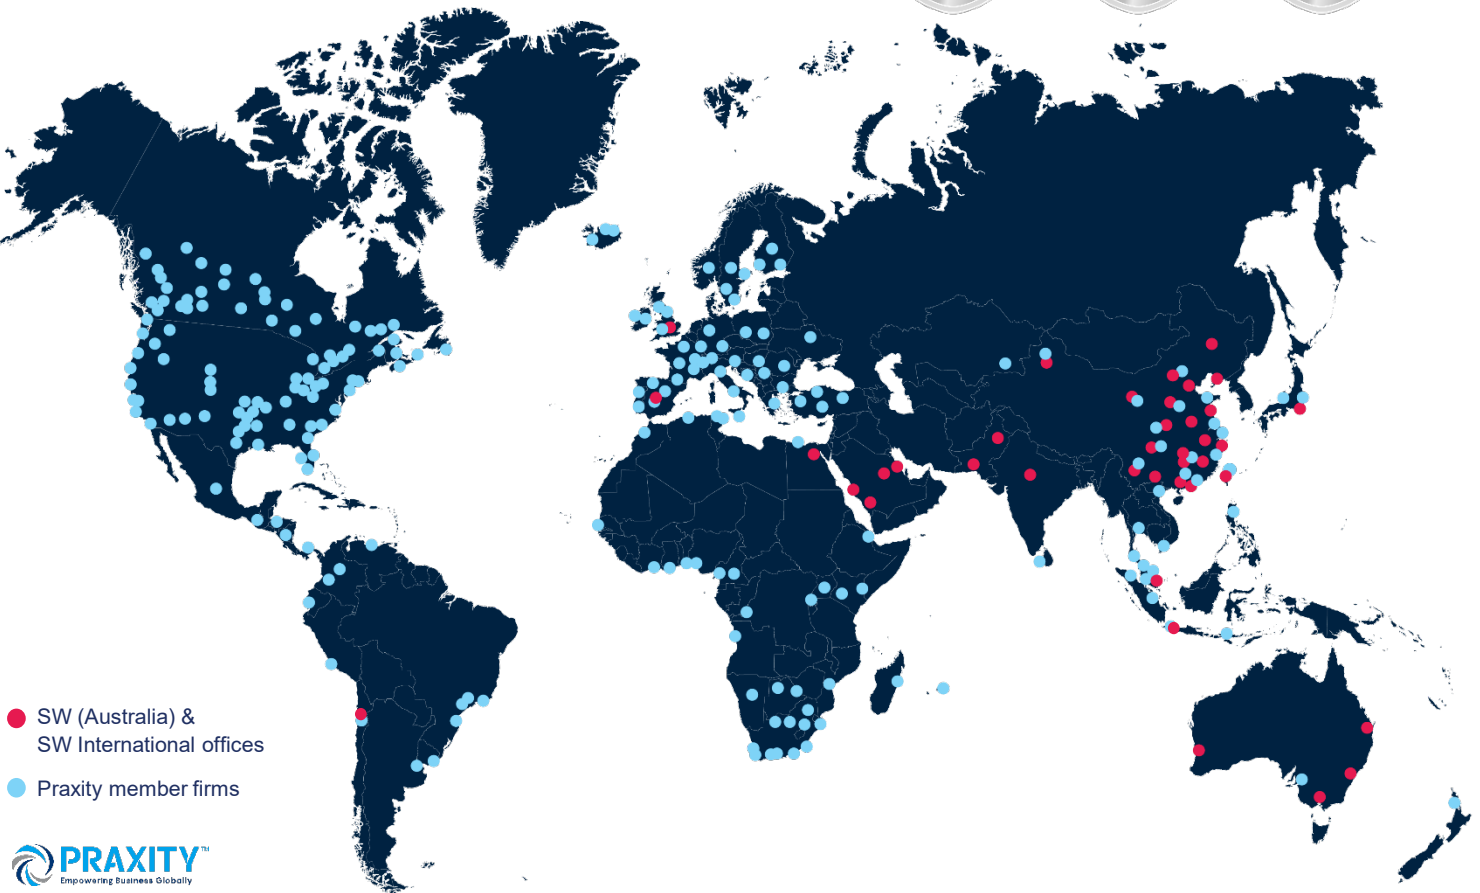 SW (Australia) &
SW International offices
Praxity member firms
PRAXITY™
Empowering Business Globally